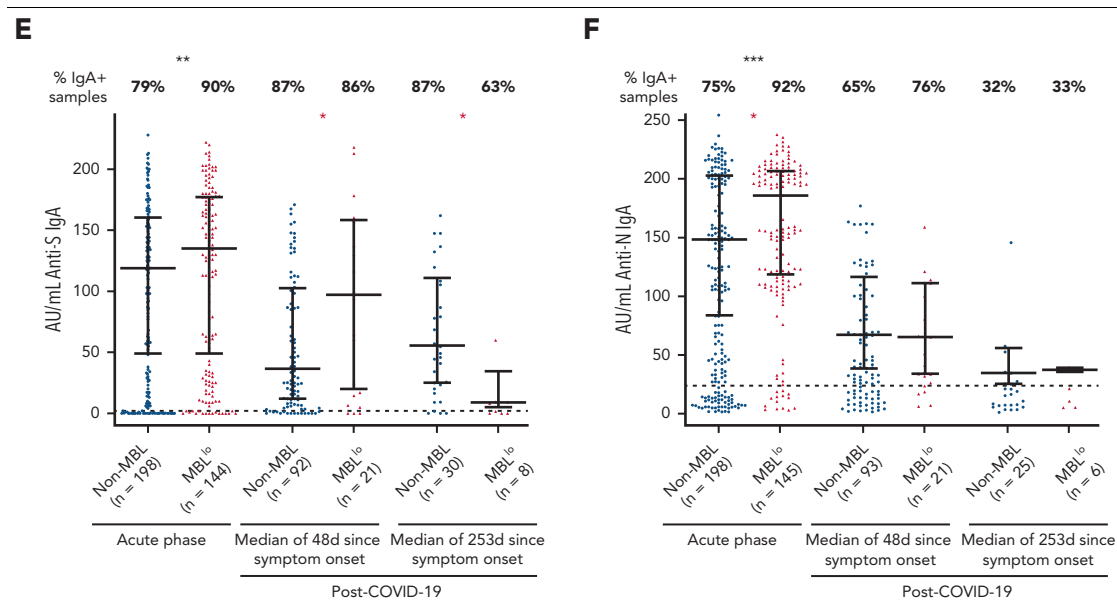 E
**
% IgA+
samples
79% 90% 87% 86% 87% 63%
* *
AU/mL Anti-S IgA
200
150
100
50
0
Non-MBL
(n = 198)
MBLlo
(n = 144)
Non-MBL
(n = 92)
MBLlo
(n = 21)
Non-MBL
(n = 30)
MBLlo
(n = 8)
Acute phase
Median of 48d since
symptom onset
Median of 253d since
symptom onset
Post-COVID-19
F
***
% IgA+
samples
75% 92% 65% 76% 32% 33%
*
AU/mL Anti-N IgA
250
200
150
100
50
0
Non-MBL
(n = 198)
MBLlo
(n = 145)
Non-MBL
(n = 93)
MBLlo
(n = 21)
Non-MBL
(n = 25)
MBLlo
(n = 6)
Acute phase
Median of 48d since
symptom onset
Median of 253d since
symptom onset
Post-COVID-19